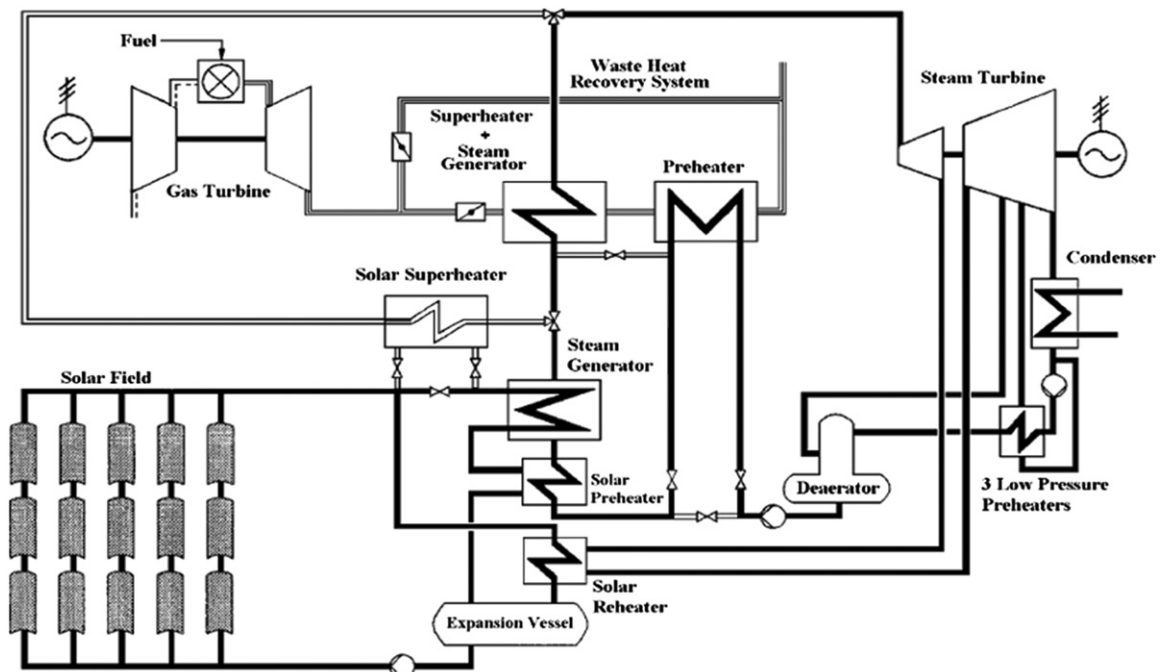 Fuel
Waste Heat
Recovery System
Steam Turbine
Superheater
+
Steam
Generator
Preheater
Gas Turbine
Condenser
Solar Superheater
Steam
Generator
Solar Field
Solar
Preheater
Deaerator
3 Low Pressure
Preheaters
Solar
Reheater
Expansion Vessel